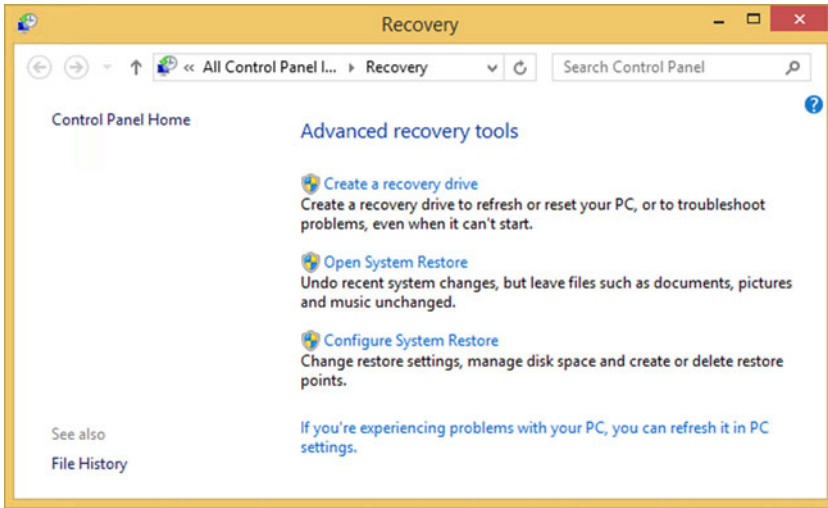 Recovery
« All Control Panel I... ▸ Recovery
Search Control Panel
Control Panel Home
Advanced recovery tools
Create a recovery drive
Create a recovery drive to refresh or reset your PC, or to troubleshoot
problems, even when it can't start.
Open System Restore
Undo recent system changes, but leave files such as documents, pictures
and music unchanged.
Configure System Restore
Change restore settings, manage disk space and create or delete restore
points.
If you're experiencing problems with your PC, you can refresh it in PC
settings.
See also
File History